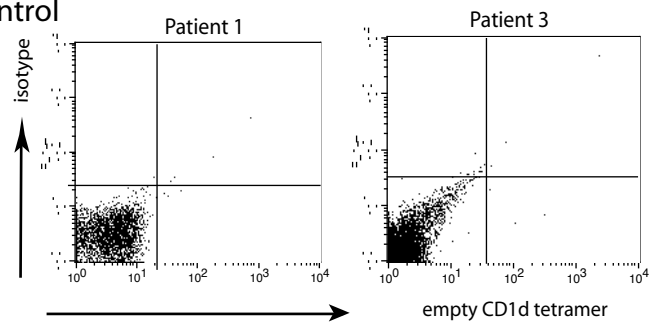 ntrol
Patient 1
Patient 3
isotype
10⁰ 10¹ 10² 10³ 10⁴
10⁰ 10¹ 10² 10³ 10⁴
empty CD1d tetramer